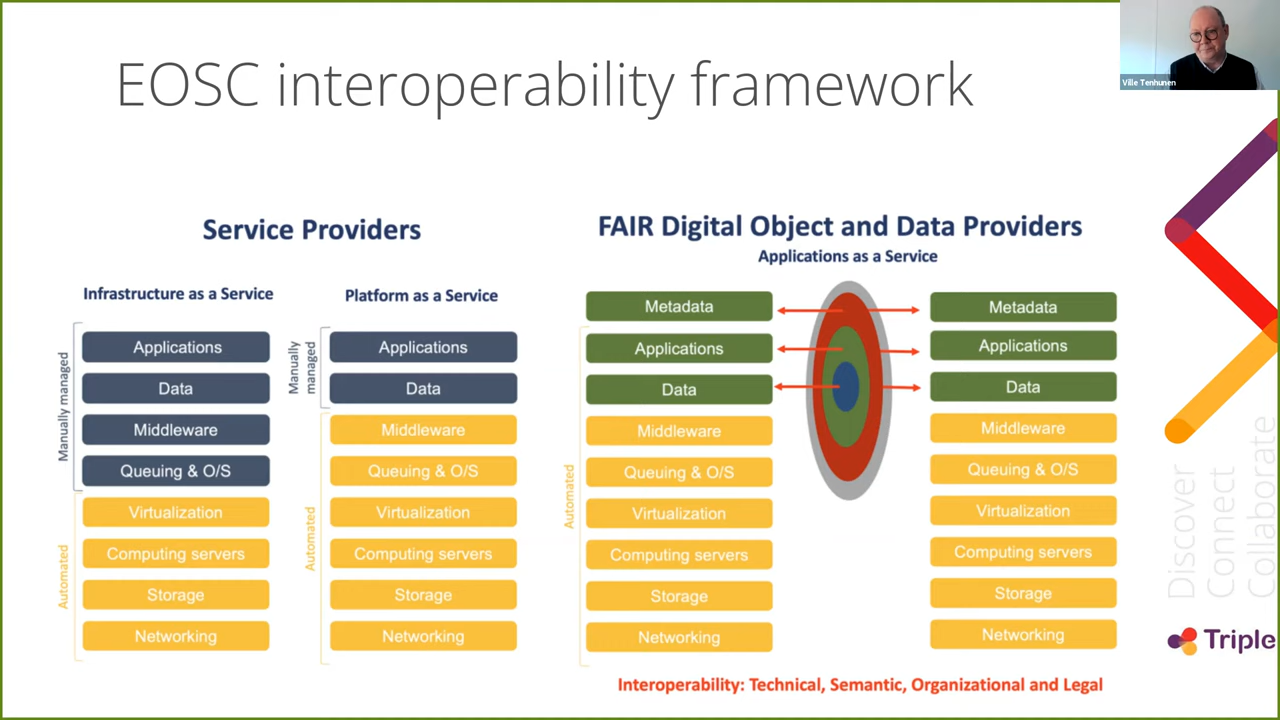 EOSC interoperability framework
Ville Tenhunen
Service Providers
Infrastructure as a Service
Manually managed
Applications
Data
Middleware
Queuing & O/S
Automated
Virtualization
Computing servers
Storage
Networking
Platform as a Service
Manually
managed
Applications
Data
Automated
Middleware
Queuing & O/S
Virtualization
Computing servers
Storage
Networking
FAIR Digital Object and Data Providers
Applications as a Service
Metadata
Automated
Applications
Data
Middleware
Queuing & O/S
Virtualization
Computing servers
Storage
Networking
Metadata
Applications
Data
Middleware
Queuing & O/S
Virtualization
Computing servers
Storage
Networking
Interoperability: Technical, Semantic, Organizational and Legal
Discover
Connect
Collaborate
Triple